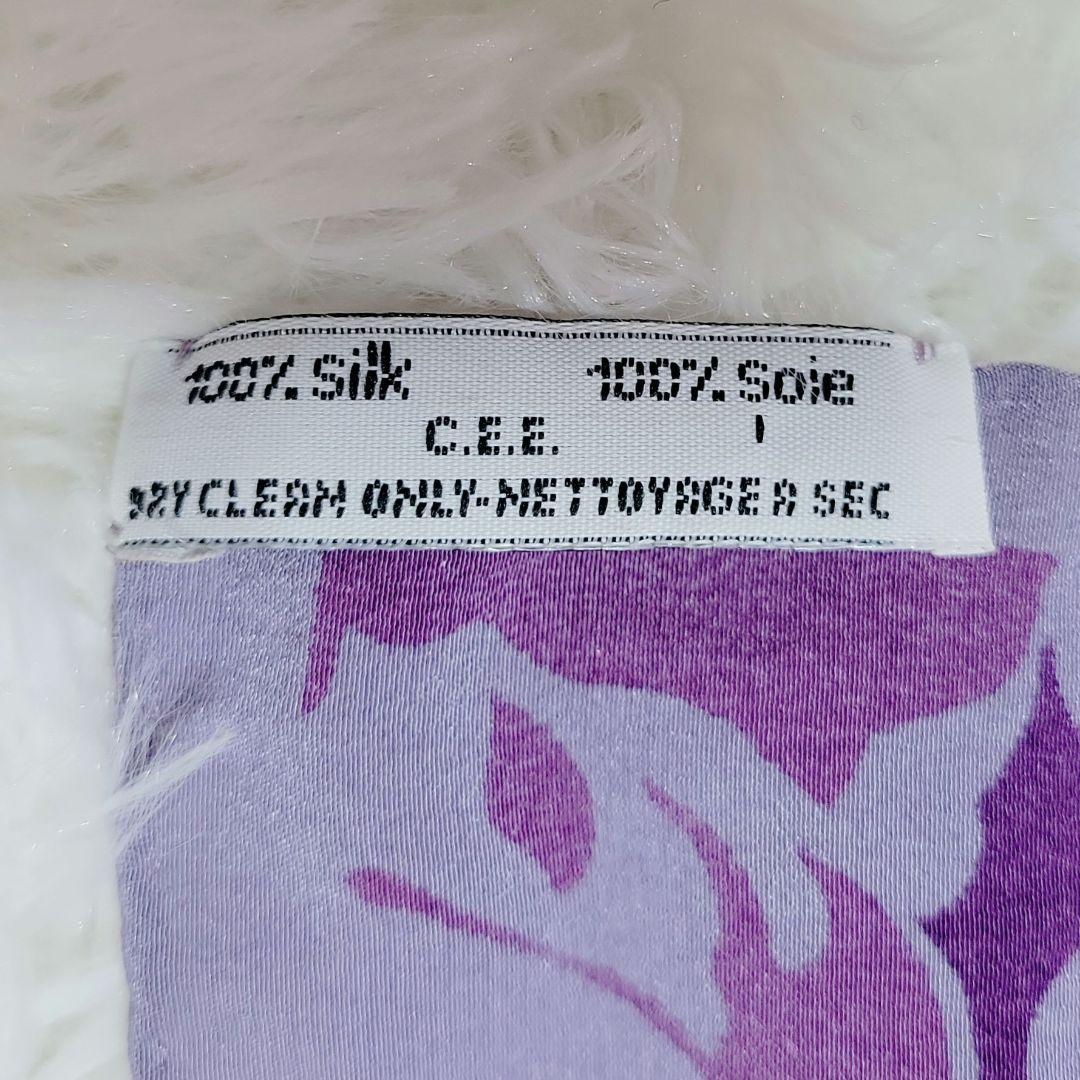 100% Silk 100% Soie
C.E.E. I
DRY CLEAN ONLY-NETTOYAGE A SEC